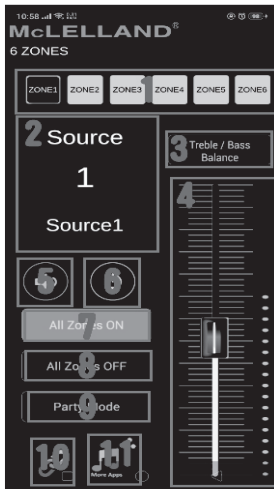 10:58
McLELLAND®
6 ZONES
ZONE1 ZONE2 ZONE3 ZONE4 ZONE5 ZONE6
1
2 Source
1
Source1
3 Treble / Bass
Balance
4
5 6
All Zones ON
7
All Zones OFF
8
Party Mode
9
10 11
More Apps